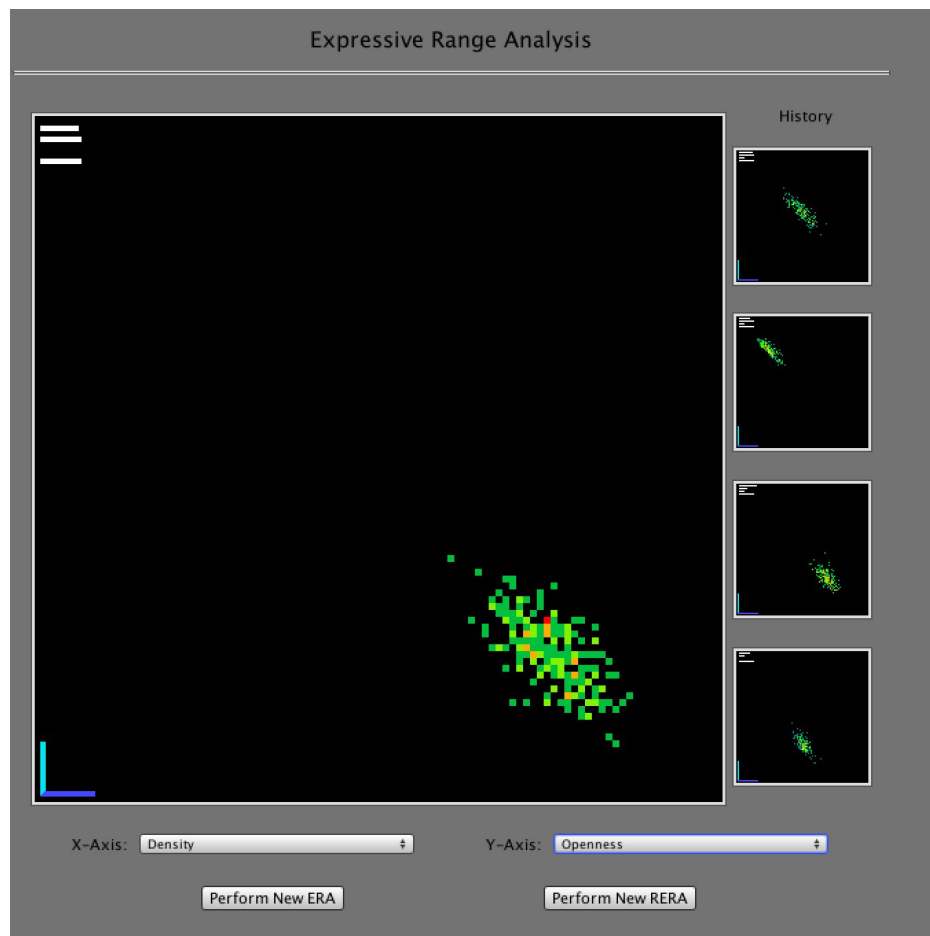 Expressive Range Analysis
History
X-Axis: Density
Y-Axis: Openness
Perform New ERA
Perform New RERA